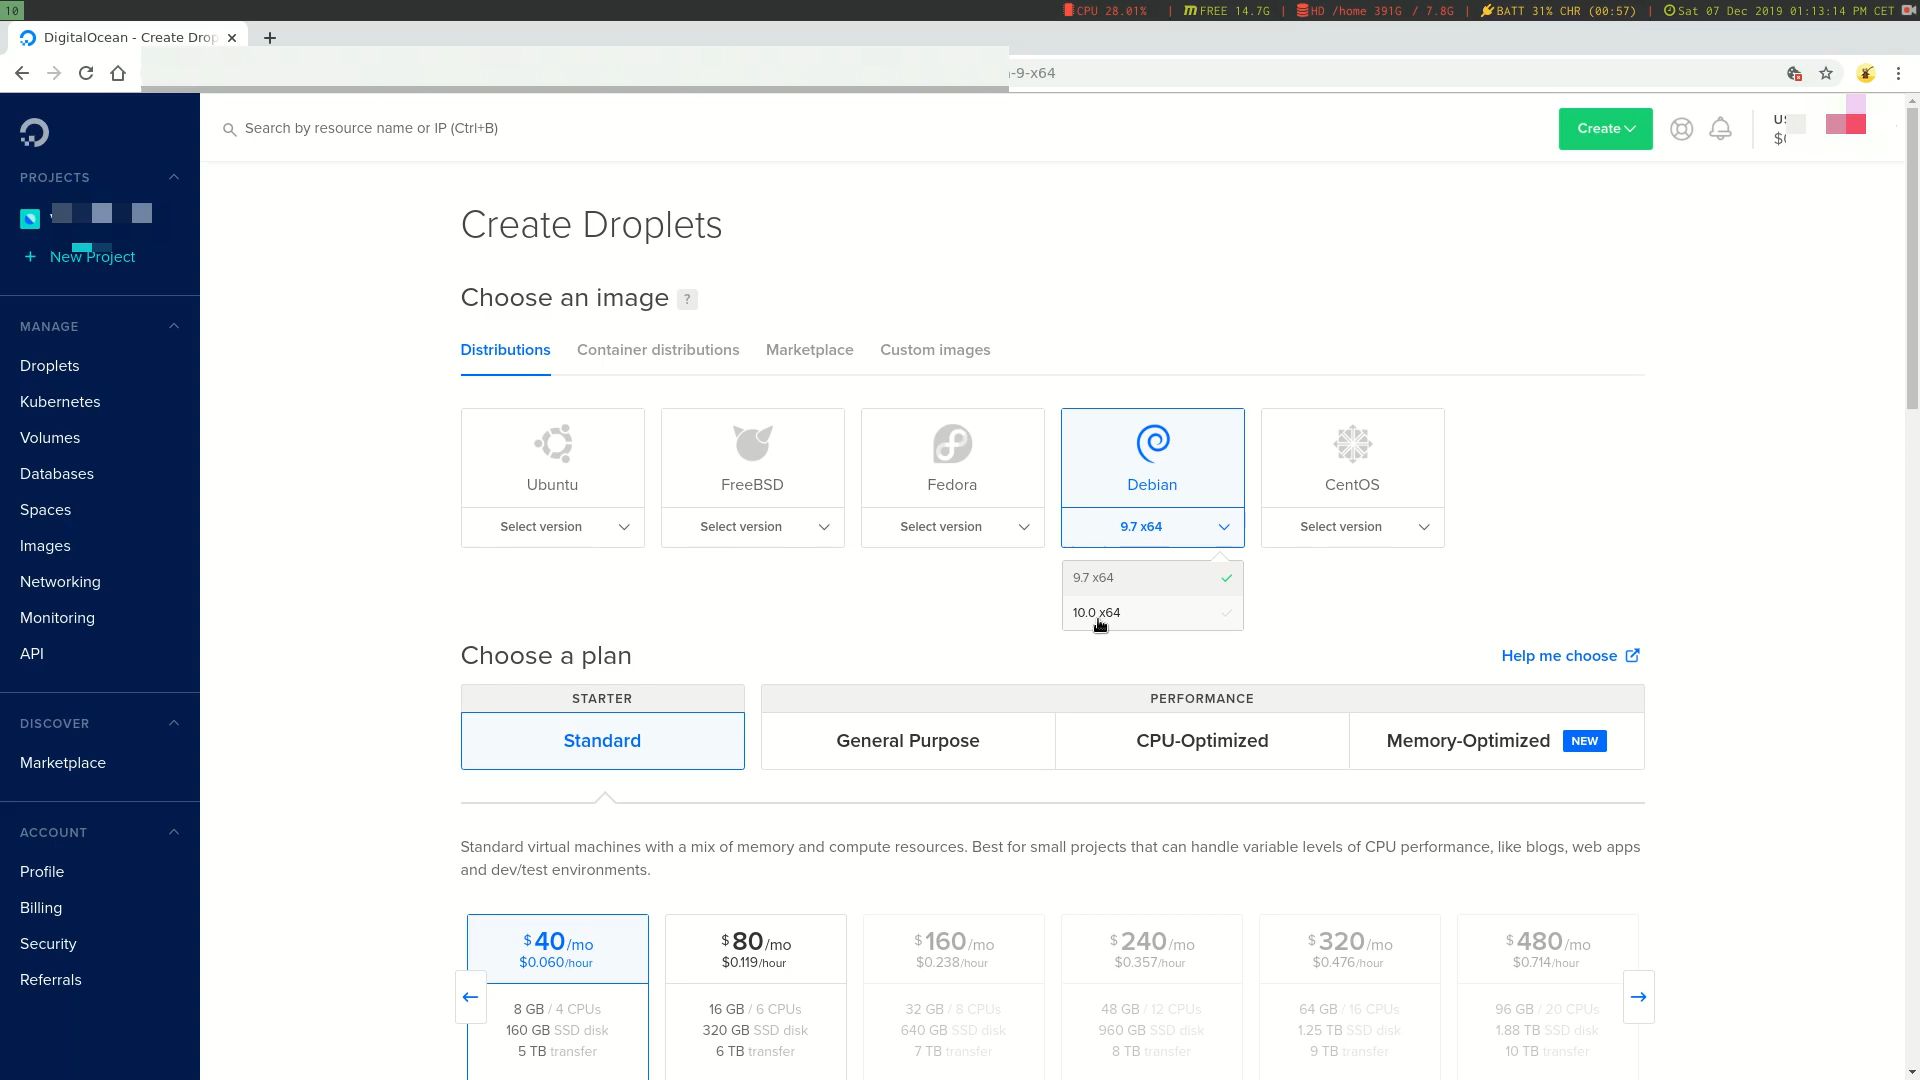 10
CPU 28.01% | FREE 14.7G | HD /home 391G / 7.8G | BATT 31% CHR (00:57) | Sat 07 Dec 2019 01:13:14 PM CET
DigitalOcean - Create Drop
-9-x64
Search by resource name or IP (Ctrl+B)
Create
$
PROJECTS
+ New Project
MANAGE
Droplets
Kubernetes
Volumes
Databases
Spaces
Images
Networking
Monitoring
API
DISCOVER
Marketplace
ACCOUNT
Profile
Billing
Security
Referrals
Create Droplets
Choose an image ?
Distributions Container distributions Marketplace Custom images
Ubuntu FreeBSD Fedora Debian CentOS
Select version Select version Select version 9.7 x64 Select version
9.7 x64
10.0 x64
Choose a plan
Help me choose
STARTER PERFORMANCE
Standard General Purpose CPU-Optimized Memory-Optimized NEW
Standard virtual machines with a mix of memory and compute resources. Best for small projects that can handle variable levels of CPU performance, like blogs, web apps
and dev/test environments.
$40/mo $80/mo $160/mo $240/mo $320/mo $480/mo
$0.060/hour $0.119/hour $0.238/hour $0.357/hour $0.476/hour $0.714/hour
8 GB / 4 CPUs 16 GB / 6 CPUs 32 GB / 8 CPUs 48 GB / 12 CPUs 64 GB / 16 CPUs 96 GB / 20 CPUs
160 GB SSD disk 320 GB SSD disk 640 GB SSD disk 960 GB SSD disk 1.25 TB SSD disk 1.88 TB SSD disk
5 TB transfer 6 TB transfer 7 TB transfer 8 TB transfer 9 TB transfer 10 TB transfer